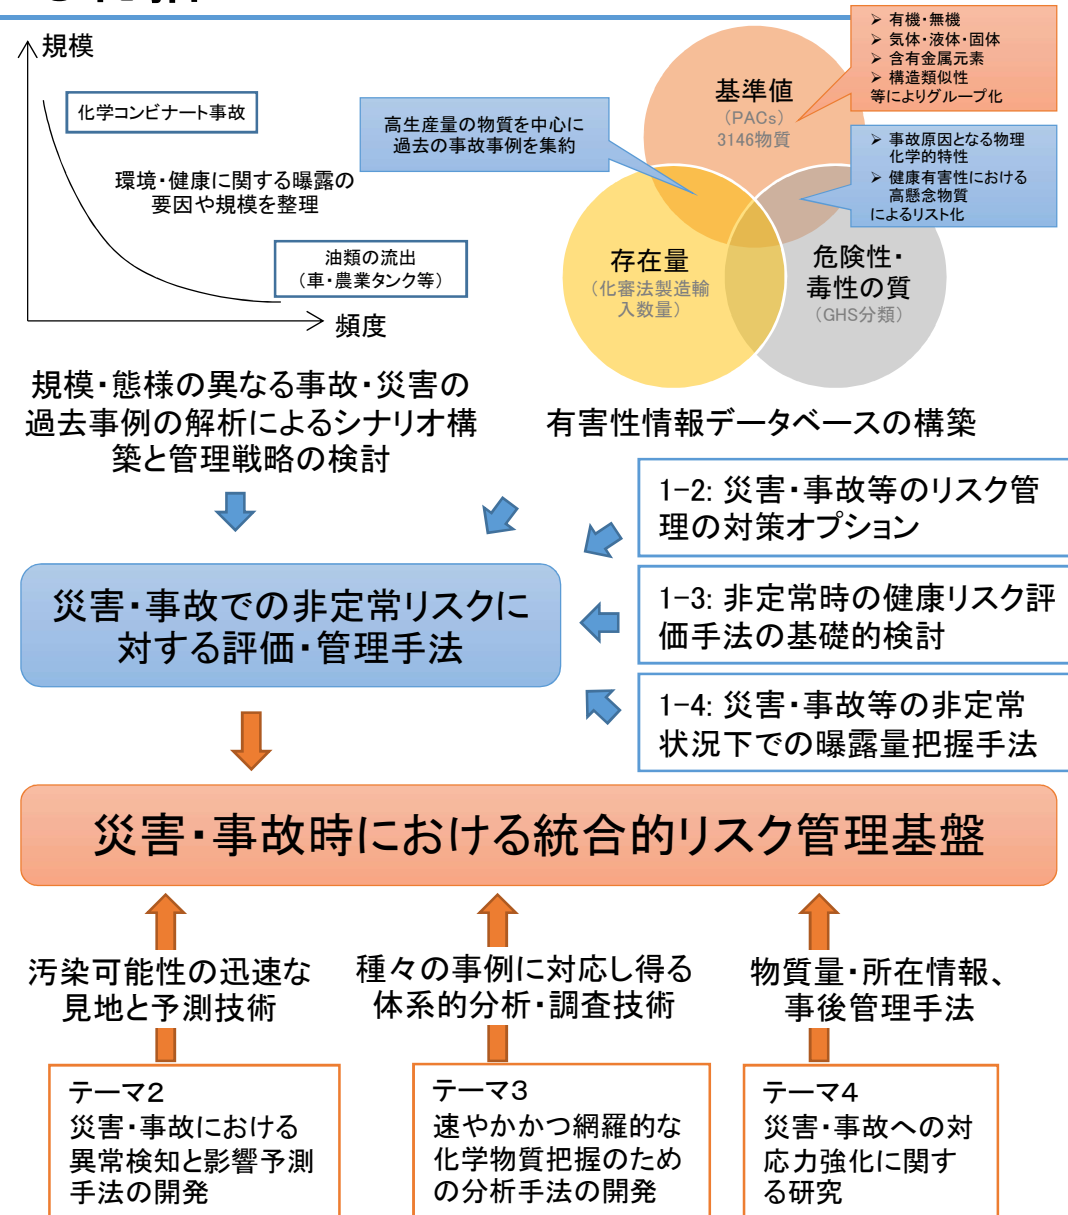 規模
化学コンビナート事故
環境・健康に関する曝露の
要因や規模を整理
油類の流出
（車・農業タンク等）
頻度
➢ 有機・無機
➢ 気体・液体・固体
➢ 含有金属元素
➢ 構造類似性
等によりグループ化
基準値
（PACs）
3146物質
高生産量の物質を中心に
過去の事故事例を集約
➢ 事故原因となる物理
化学的特性
➢ 健康有害性における
高懸念物質
によるリスト化
存在量
（化審法製造輸
入数量）
危険性・
毒性の質
（GHS分類）
規模・態様の異なる事故・災害の
過去事例の解析によるシナリオ構
築と管理戦略の検討
有害性情報データベースの構築
1-2: 災害・事故等のリスク管
理の対策オプション
1-3: 非定常時の健康リスク評
価手法の基礎的検討
1-4: 災害・事故等の非定常
状況下での曝露量把握手法
災害・事故での非定常リスクに
対する評価・管理手法
災害・事故時における統合的リスク管理基盤
汚染可能性の迅速な
見地と予測技術
種々の事例に対応し得る
体系的分析・調査技術
物質量・所在情報、
事後管理手法
テーマ2
災害・事故における
異常検知と影響予測
手法の開発
テーマ3
速やかかつ網羅的な
化学物質把握のため
の分析手法の開発
テーマ4
災害・事故への対
応力強化に関す
る研究